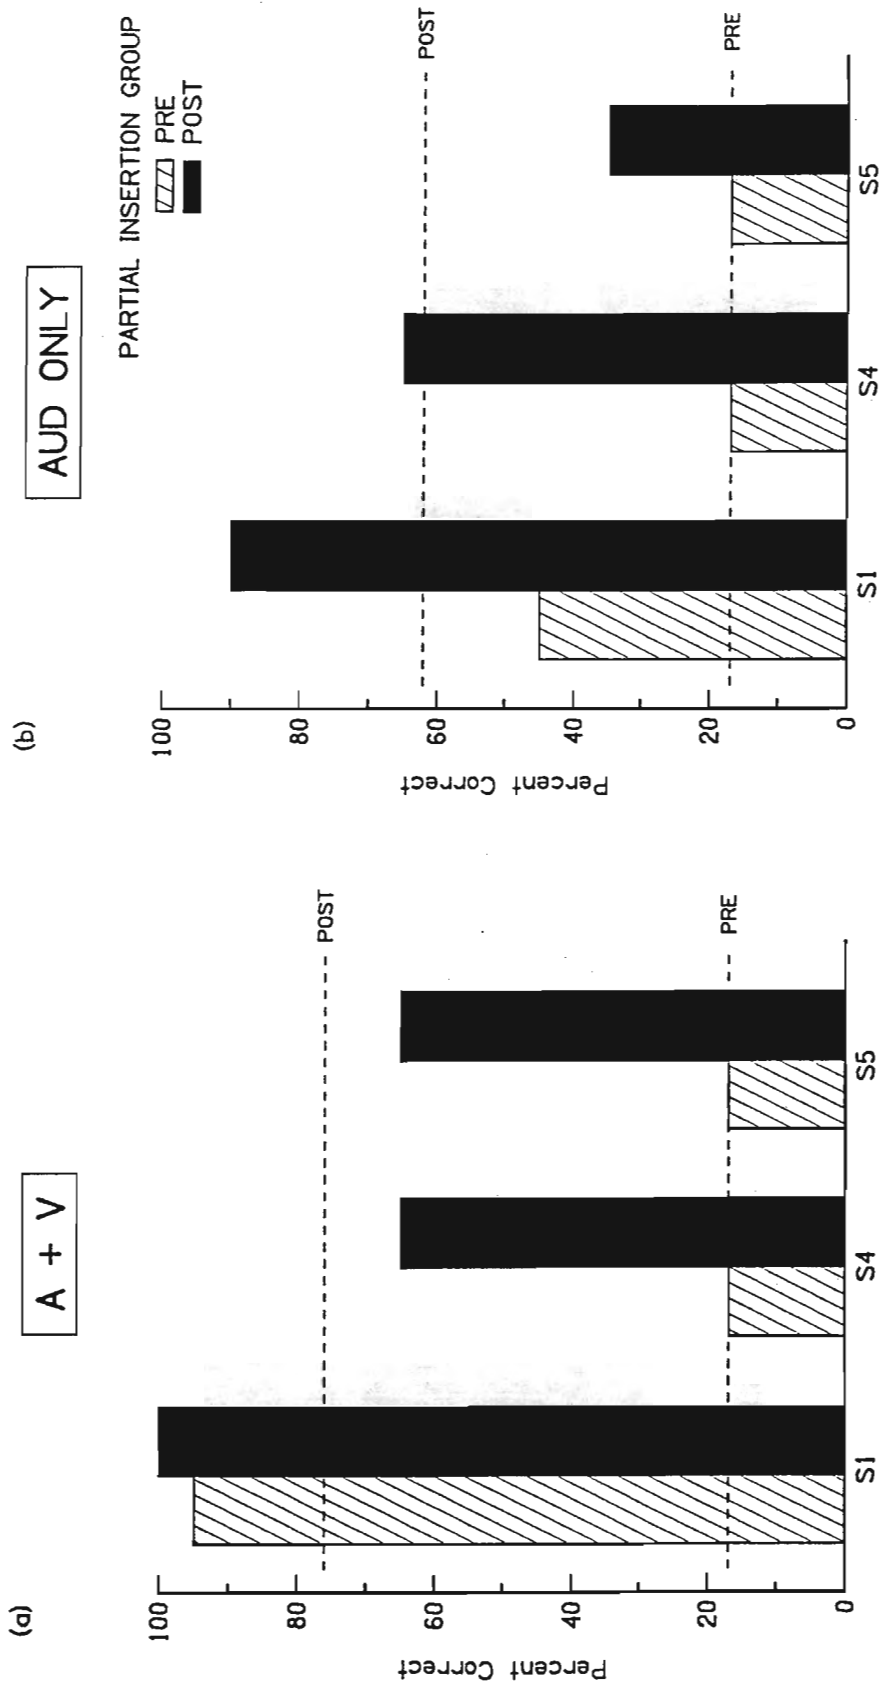 (a)
A + V
Percent Correct
100
80
60
40
20
0
POST
PRE
S1
S4
S5
(b)
AUD ONLY
PARTIAL INSERTION GROUP
PRE
POST
Percent Correct
100
80
60
40
20
0
POST
PRE
S1
S4
S5